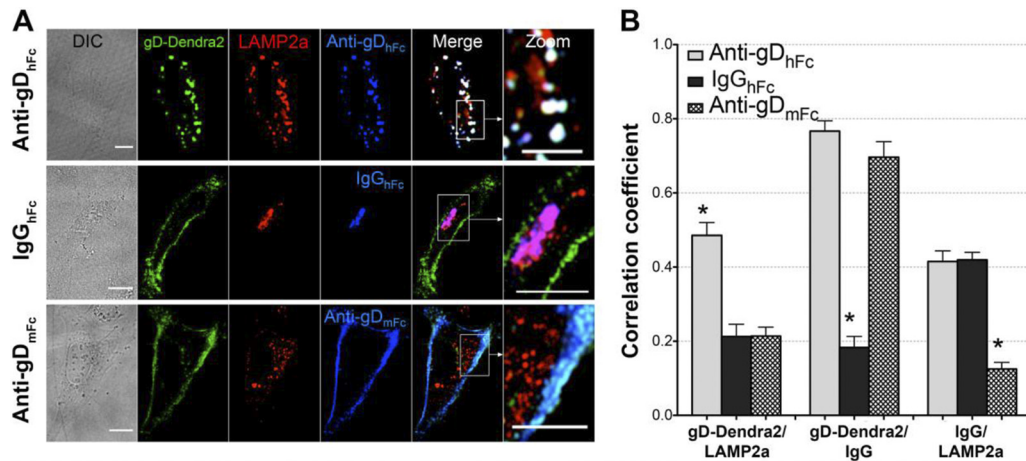 A
DIC gD-Dendra2 LAMP2a Anti-gDhFc Merge Zoom
Anti-gDhFc
IgGhFc
IgGhFc
Anti-gDmFc
Anti-gDmFc
B
Correlation coefficient
1.0
0.8
0.6
0.4
0.2
0.0
Anti-gDhFc
IgGhFc
Anti-gDmFc
*
*
*
gD-Dendra2/
LAMP2a
gD-Dendra2/
IgG
IgG/
LAMP2a